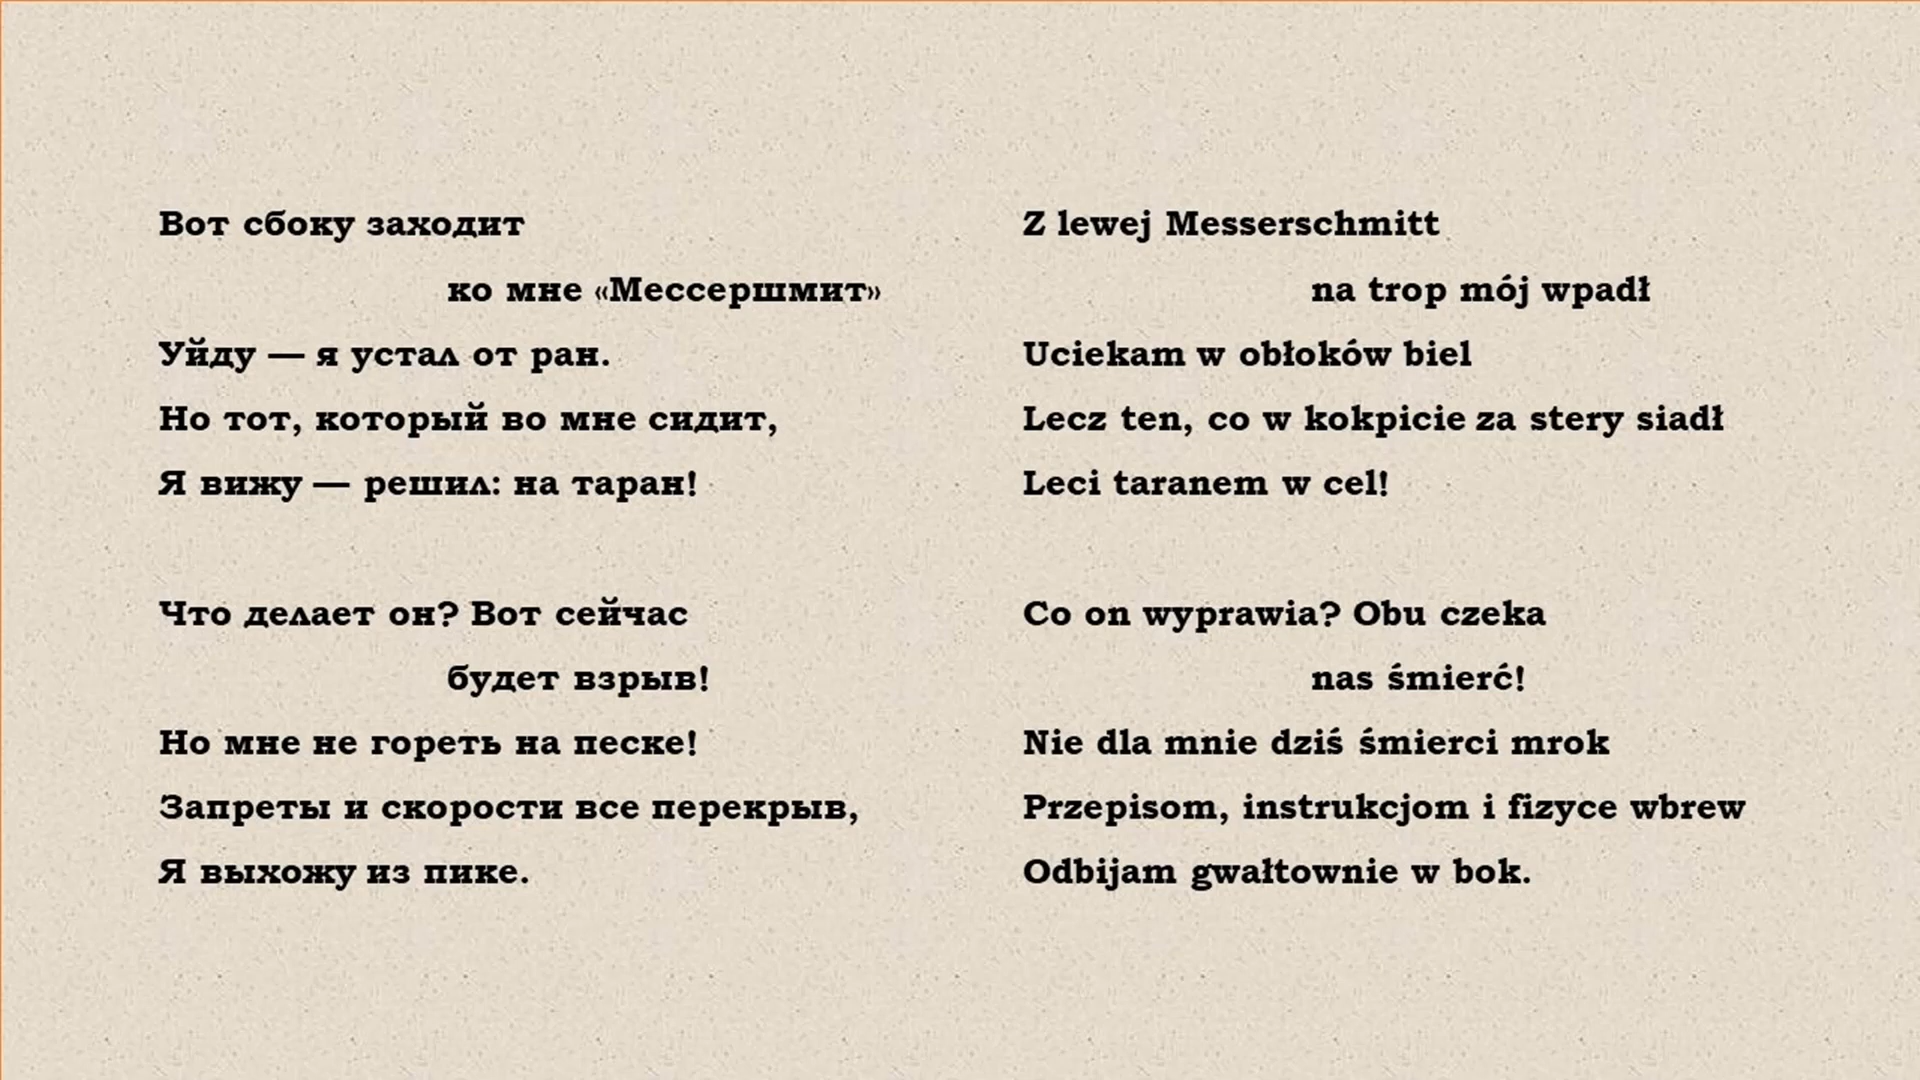 Вот сбоку заходит
ко мне «Мессершмит»
Уйду — я устал от ран.
Но тот, который во мне сидит,
Я вижу — решил: на таран!
Что делает он? Вот сейчас
будет взрыв!
Но мне не гореть на песке!
Запреты и скорости все перекрыв,
Я выхожу из пике.
Z lewej Messerschmitt
na trop mój wpadł
Uciekam w obłoków biel
Lecz ten, co w kokpicie za stery siadł
Leci taranem w cel!
Co on wyprawia? Obu czeka
nas śmierć!
Nie dla mnie dziś śmierci mrok
Przepisom, instrukcjom i fizyce wbrew
Odbijam gwałtownie w bok.